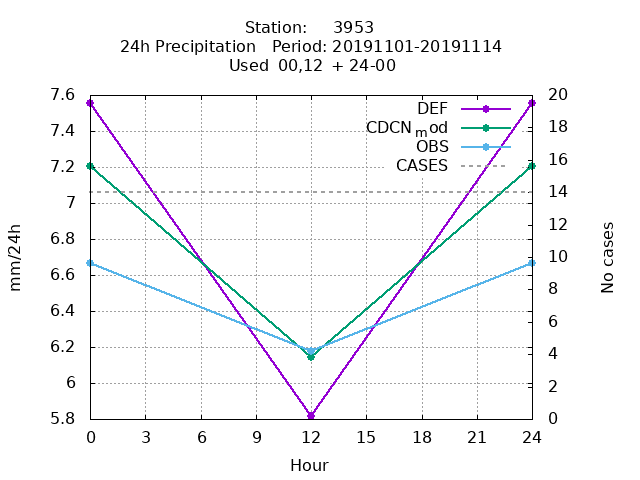 Station: 3953
24h Precipitation Period: 20191101-20191114
Used 00,12 + 24-00
DEF
CDCN_mod
OBS
CASES
7.6
7.4
7.2
7
6.8
6.6
6.4
6.2
6
5.8
mm/24h
20
18
16
14
12
10
8
6
4
2
0
No cases
0 3 6 9 12 15 18 21 24
Hour